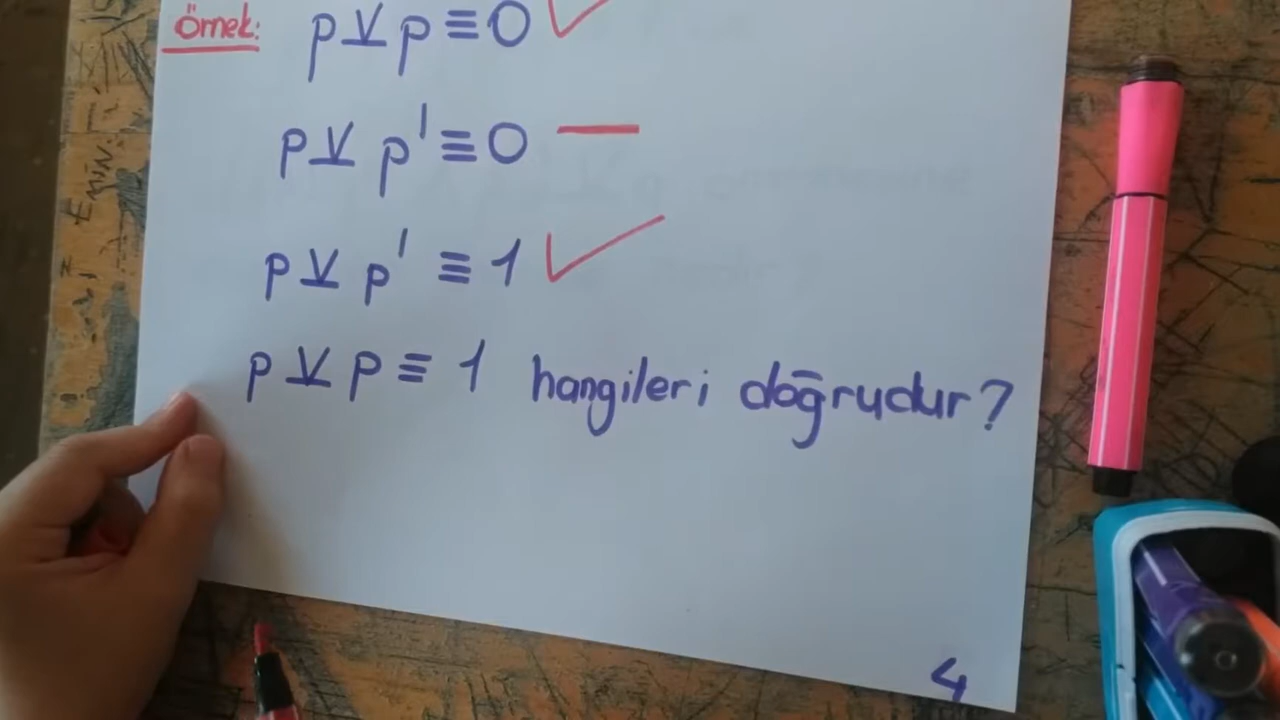 örnek: p ⊻ p ≡ 0 ✓
p ⊻ p' ≡ 0 —
p ⊻ p' ≡ 1 ✓
p ⊻ p ≡ 1 hangileri doğrudur?
4